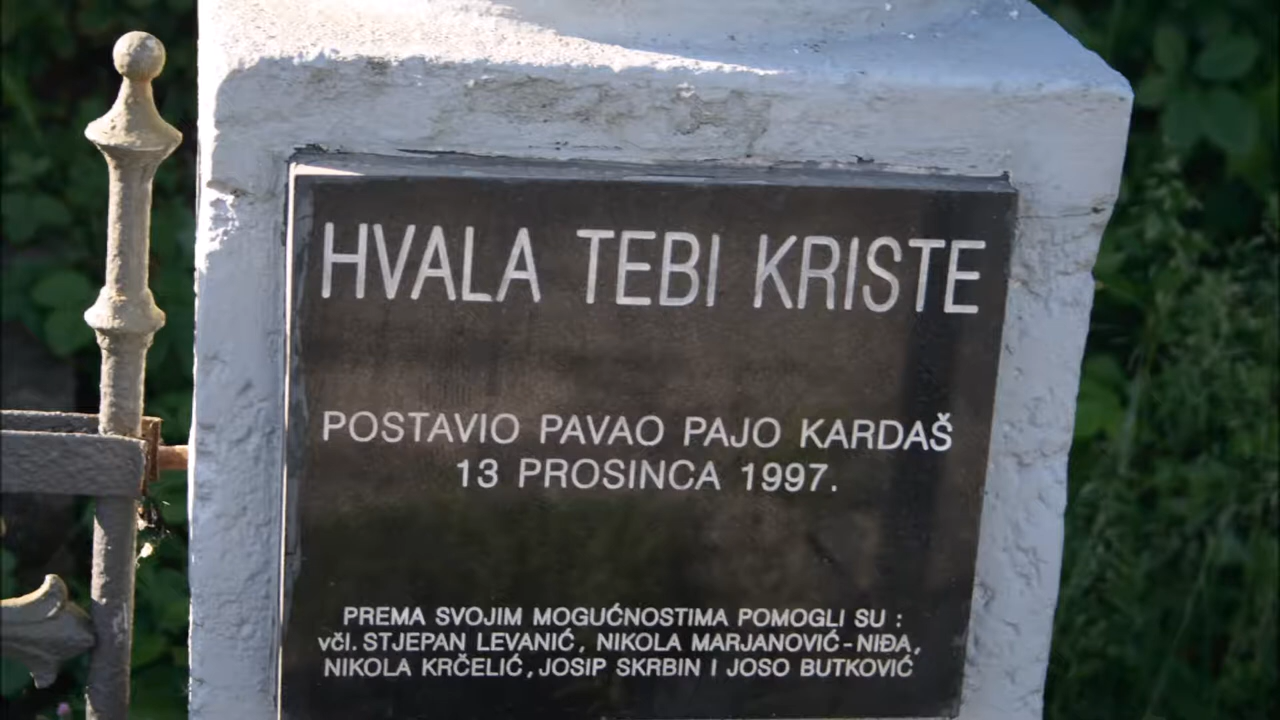 HVALA TEBI KRISTE
POSTAVIO PAVAO PAJO KARDAŠ
13 PROSINCA 1997.
PREMA SVOJIM MOGUĆNOSTIMA POMOGLI SU :
včl. STJEPAN LEVANIĆ, NIKOLA MARJANOVIĆ-NIĐA,
NIKOLA KRČELIĆ, JOSIP SKRBIN I JOSO BUTKOVIĆ